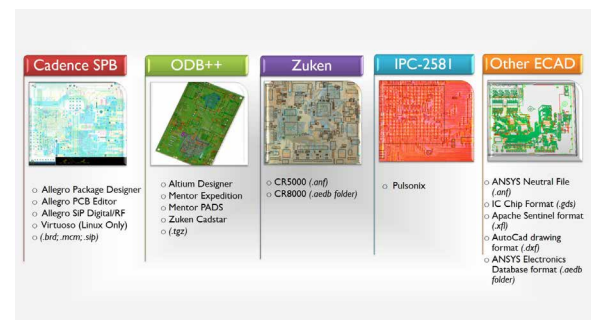 Cadence SPB
○ Allegro Package Designer
○ Allegro PCB Editor
○ Allegro SiP Digital/RF
○ Virtuoso (Linux Only)
○ (.brd; .mcm; .sip)
ODB++
○ Altium Designer
○ Mentor Expedition
○ Mentor PADS
○ Zuken Cadstar
○ (.tgz)
Zuken
○ CR5000 (.anf)
○ CR8000 (.aedb folder)
IPC-2581
○ Pulsonix
Other ECAD
○ ANSYS Neutral File
(.anf)
○ IC Chip Format (.gds)
○ Apache Sentinel format
(.xfl)
○ AutoCad drawing
format (.dxf)
○ ANSYS Electronics
Database format (.aedb
folder)